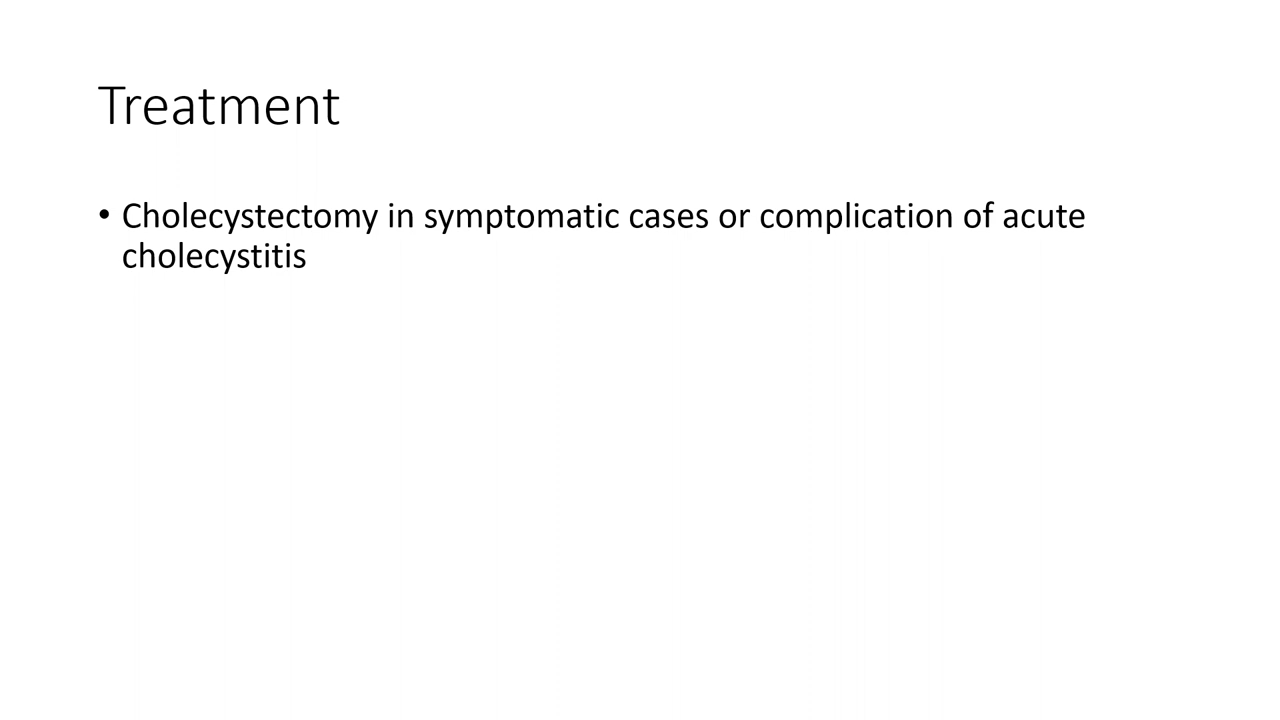 Treatment
• Cholecystectomy in symptomatic cases or complication of acute
cholecystitis